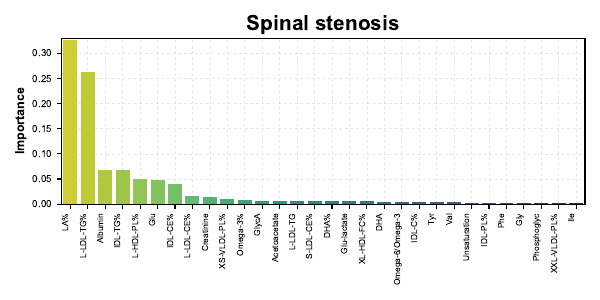 Spinal stenosis
Importance
0.30
0.25
0.20
0.15
0.10
0.05
0.00
LA%
L-LDL-TG%
Albumin
IDL-TG%
L-HDL-PL%
Glu
IDL-CE%
L-LDL-CE%
Creatinine
XS-VLDL-PL%
Omega-3%
GlycA
Acetoacetate
L-LDL-TG
S-LDL-CE%
DHA%
Glu-lactate
XL-HDL-FC%
DHA
Omega-6/Omega-3
IDL-C%
Tyr
Val
Unsaturation
IDL-PL%
Phe
Gly
Phosphoglyc
XXL-VLDL-PL%
Ile